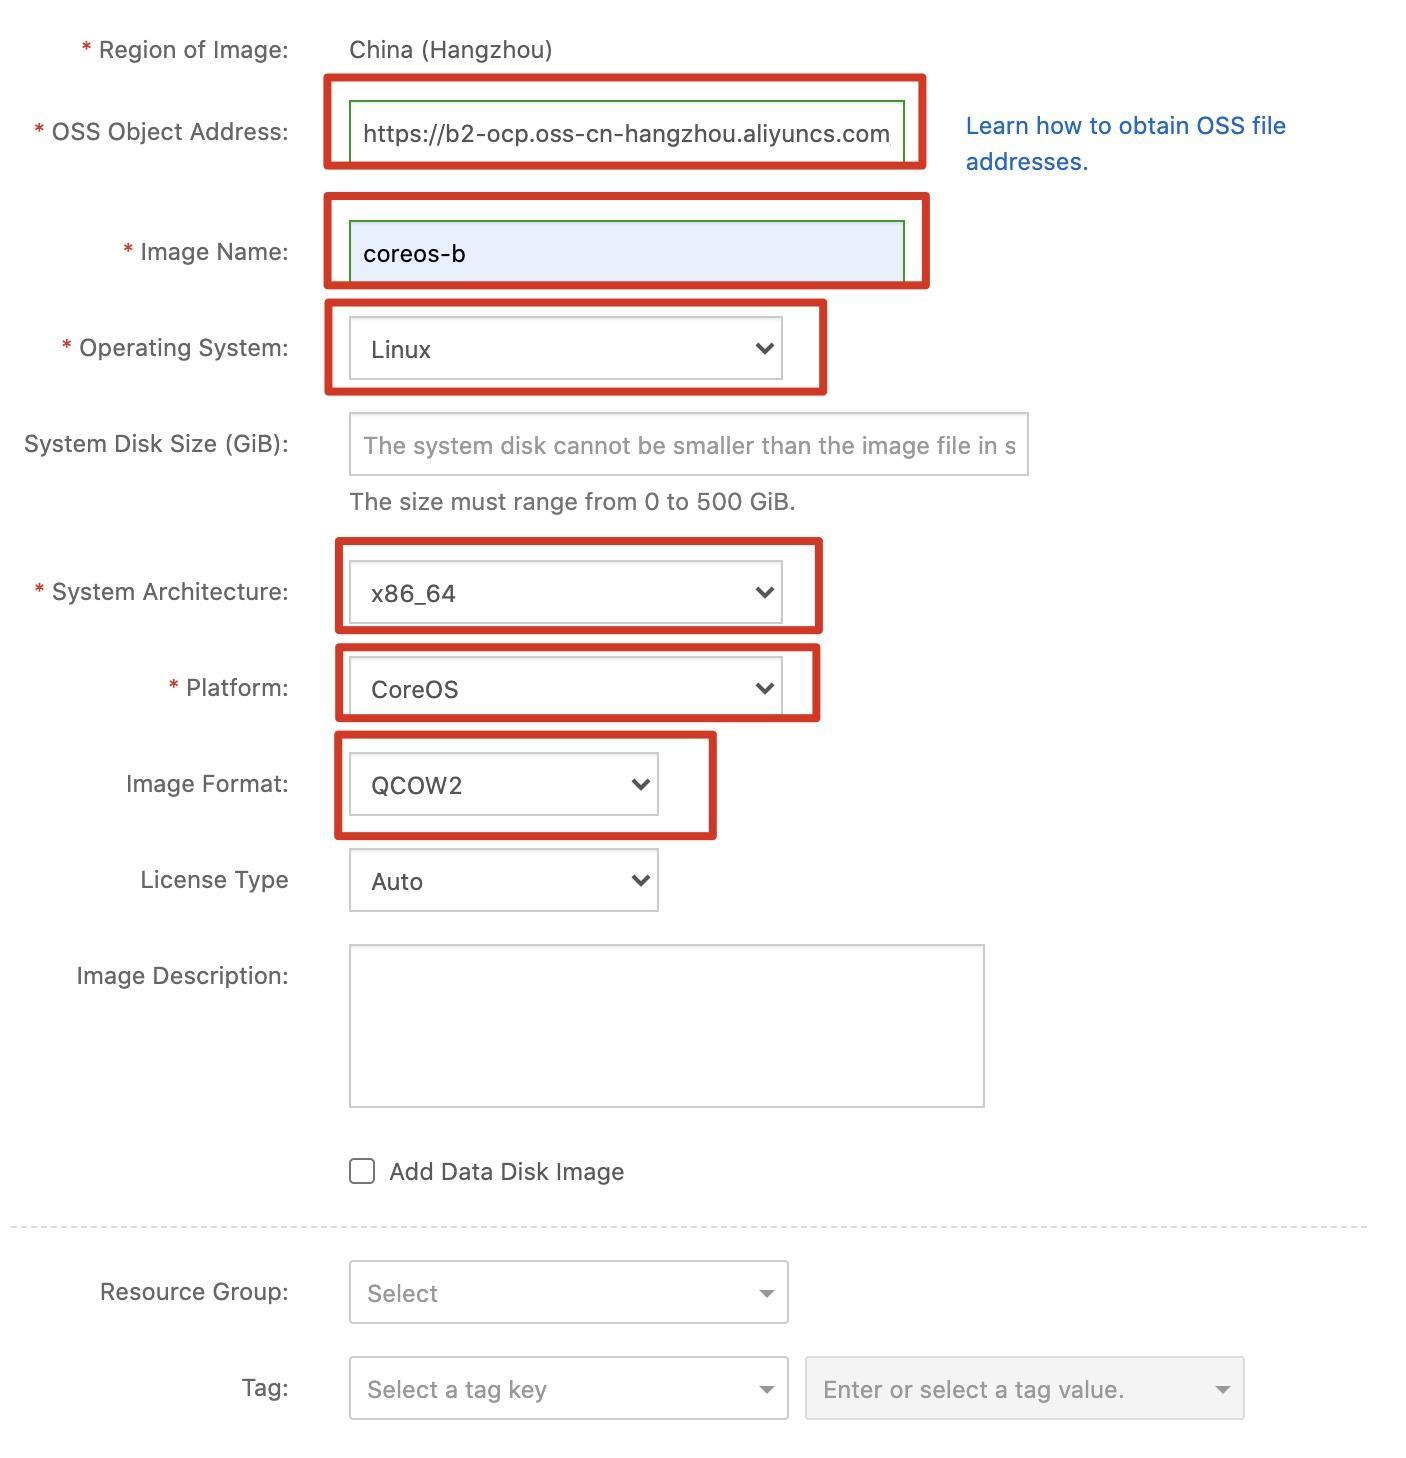 * Region of Image: China (Hangzhou)
* OSS Object Address: https://b2-ocp.oss-cn-hangzhou.aliyuncs.com
Learn how to obtain OSS file
addresses.
* Image Name: coreos-b
* Operating System: Linux
System Disk Size (GiB): The system disk cannot be smaller than the image file in s
The size must range from 0 to 500 GiB.
* System Architecture: x86_64
* Platform: CoreOS
Image Format: QCOW2
License Type Auto
Image Description:
Add Data Disk Image
Resource Group: Select
Tag: Select a tag key Enter or select a tag value.